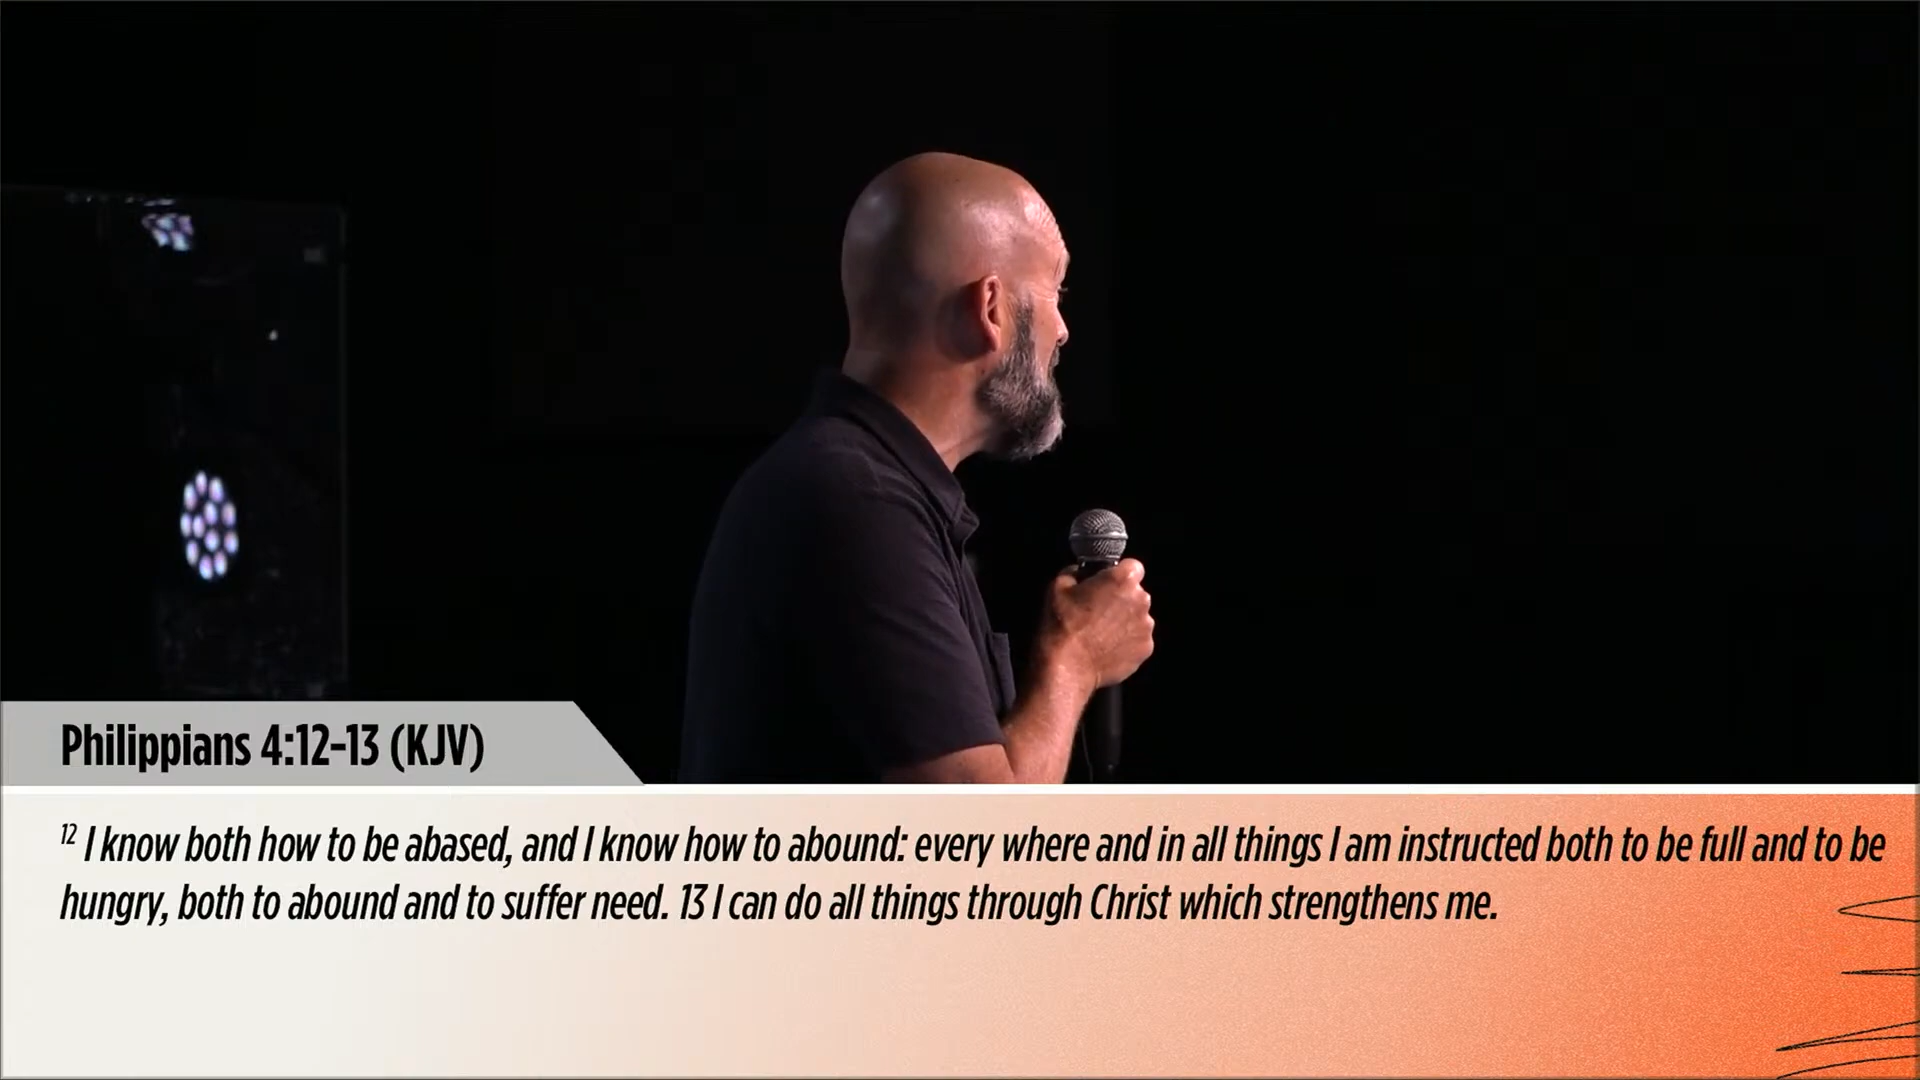 Philippians 4:12-13 (KJV)
12 I know both how to be abased, and I know how to abound: every where and in all things I am instructed both to be full and to be
hungry, both to abound and to suffer need. 13 I can do all things through Christ which strengthens me.